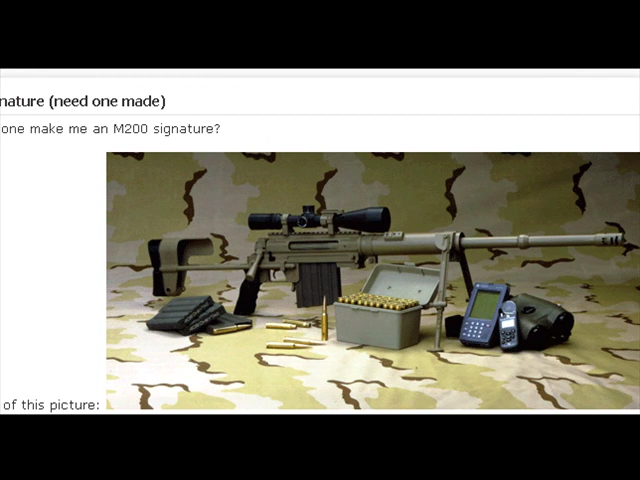 nature (need one made)
one make me an M200 signature?
of this picture: